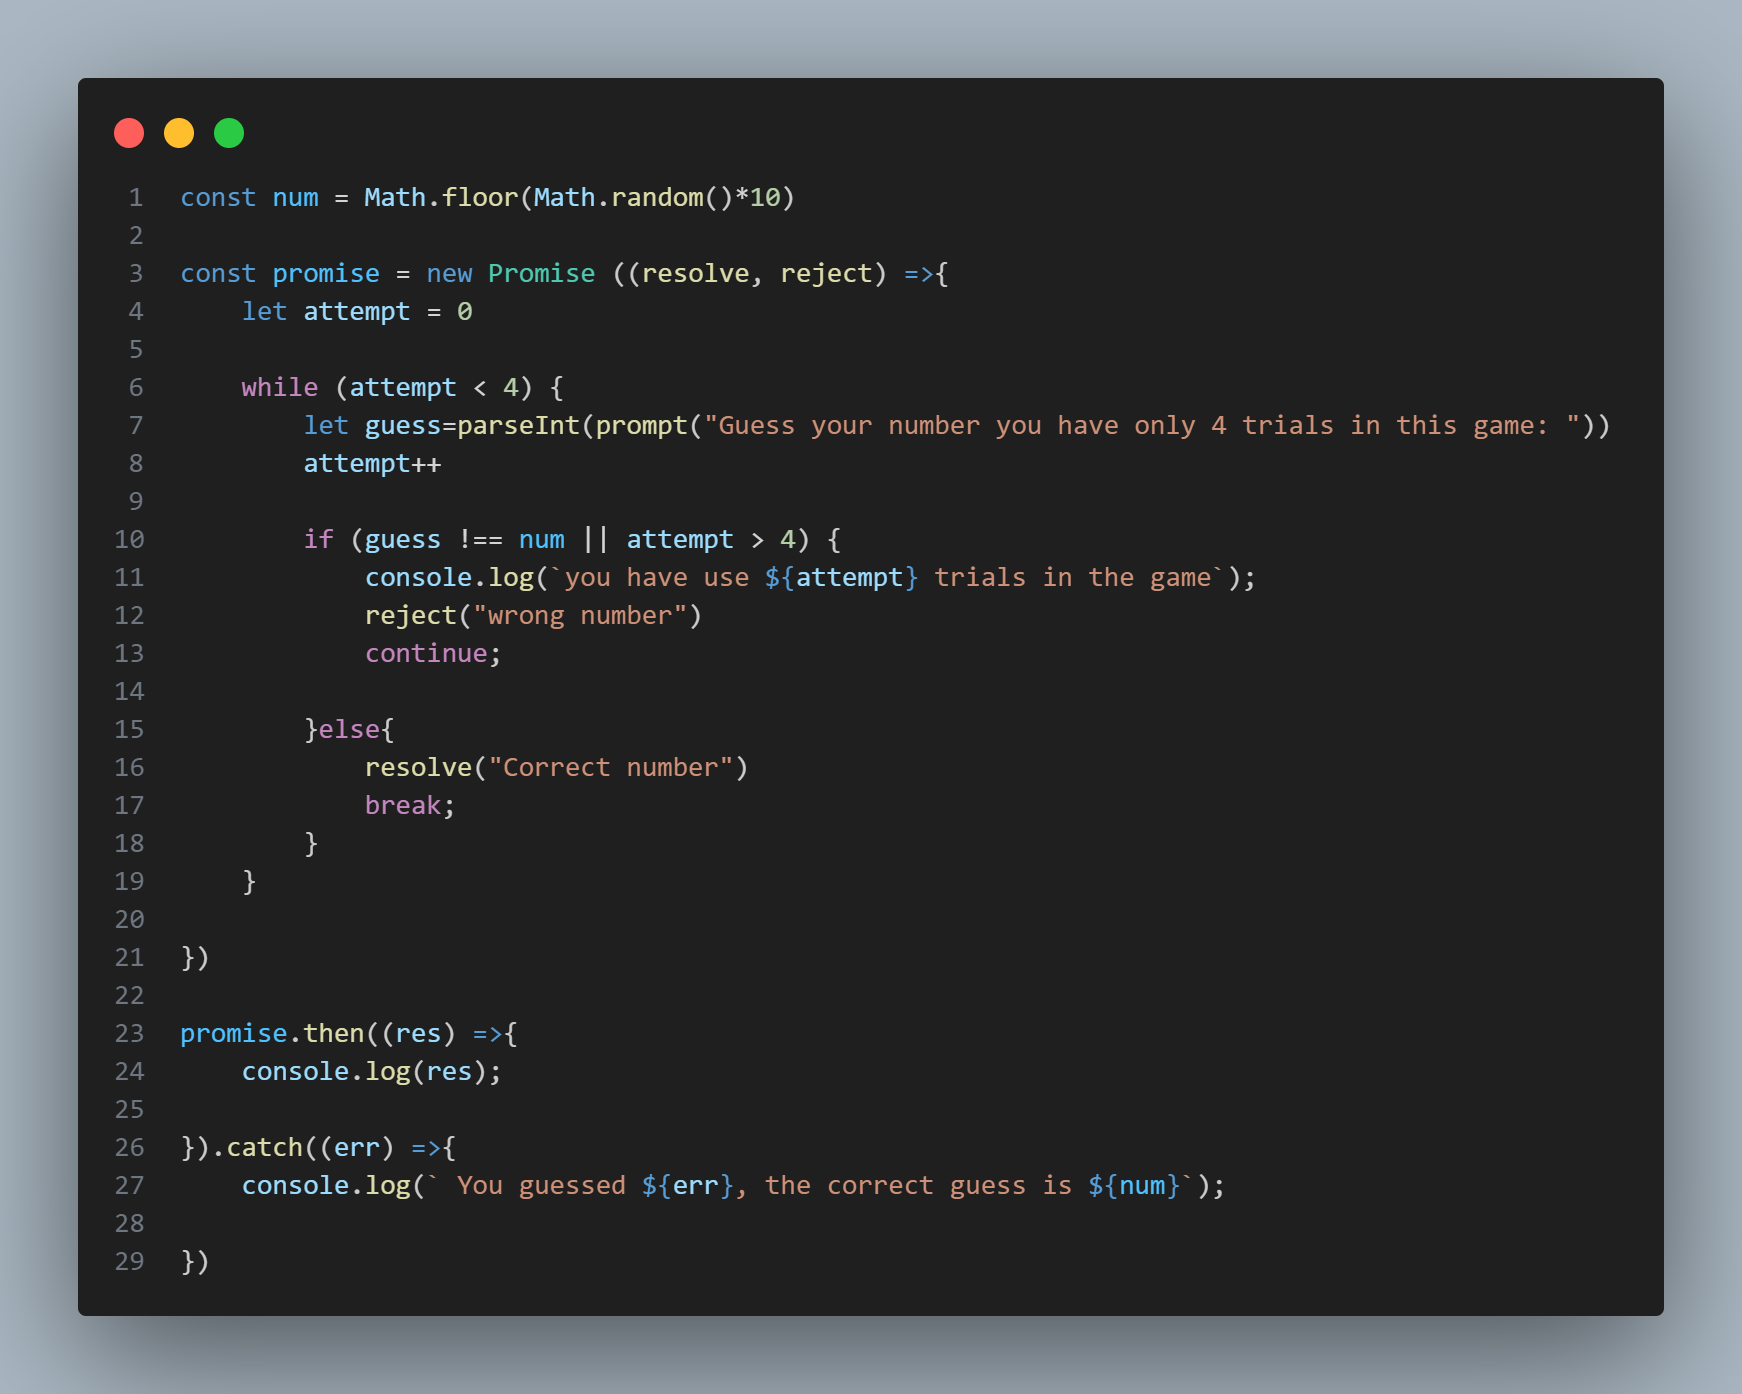 1 const num = Math.floor(Math.random()*10)
2
3 const promise = new Promise ((resolve, reject) =>{
4     let attempt = 0
5
6     while (attempt < 4) {
7         let guess=parseInt(prompt("Guess your number you have only 4 trials in this game: "))
8         attempt++
9
10         if (guess !== num || attempt > 4) {
11             console.log(`you have use ${attempt} trials in the game`);
12             reject("wrong number")
13             continue;
14
15         }else{
16             resolve("Correct number")
17             break;
18         }
19     }
20
21 })
22
23 promise.then((res) =>{
24     console.log(res);
25
26 }).catch((err) =>{
27     console.log(` You guessed ${err}, the correct guess is ${num}`);
28
29 })